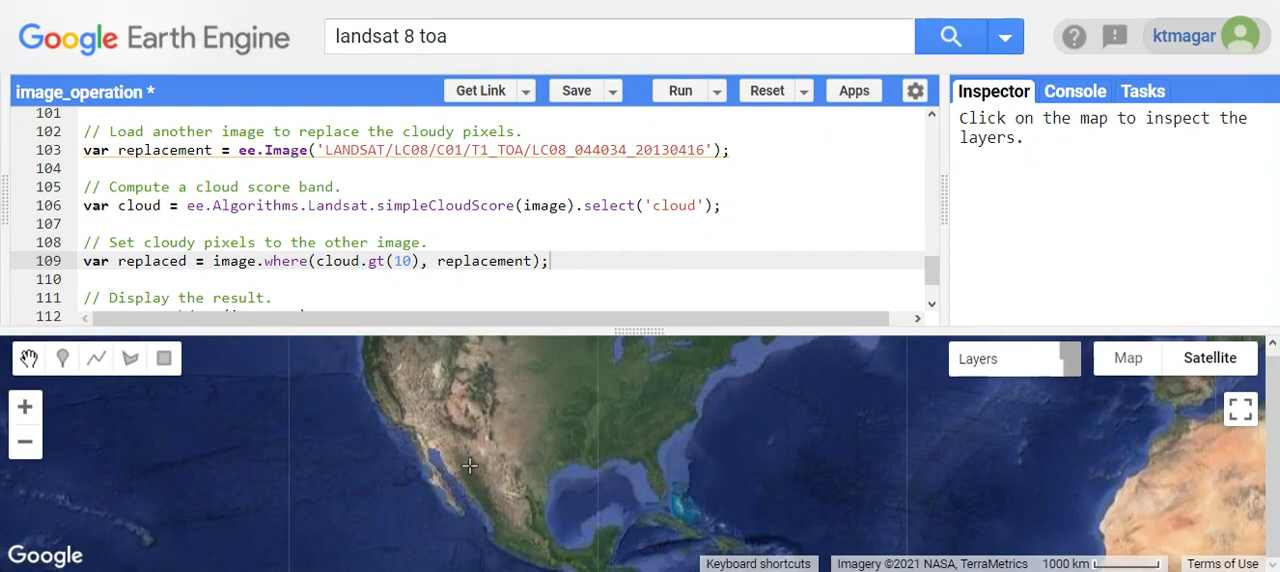 Google Earth Engine
landsat 8 toa
ktmagar
image_operation *
Get Link
Save
Run
Reset
Apps
Inspector
Console
Tasks
Click on the map to inspect the
layers.
101
102 // Load another image to replace the cloudy pixels.
103 var replacement = ee.Image('LANDSAT/LC08/C01/T1_TOA/LC08_044034_20130416');
104
105 // Compute a cloud score band.
106 var cloud = ee.Algorithms.Landsat.simpleCloudScore(image).select('cloud');
107
108 // Set cloudy pixels to the other image.
109 var replaced = image.where(cloud.gt(10), replacement);
110
111 // Display the result.
112
Layers
Map
Satellite
Google
Keyboard shortcuts
Imagery ©2021 NASA, TerraMetrics
1000 km
Terms of Use